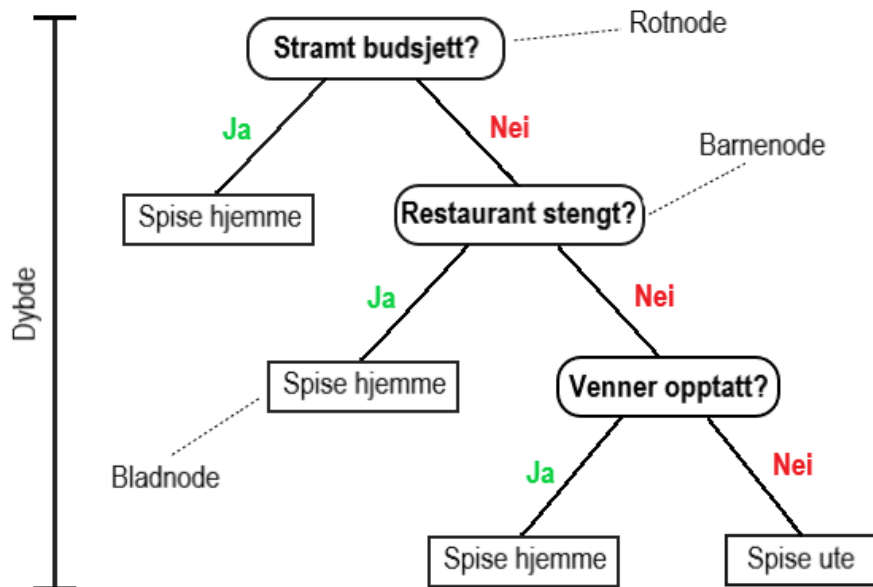 Rotnode
Stramt budsjett?
Ja
Nei
Barnenode
Spise hjemme
Restaurant stengt?
Dybde
Ja
Nei
Spise hjemme
Venner opptatt?
Bladnode
Ja
Nei
Spise hjemme
Spise ute